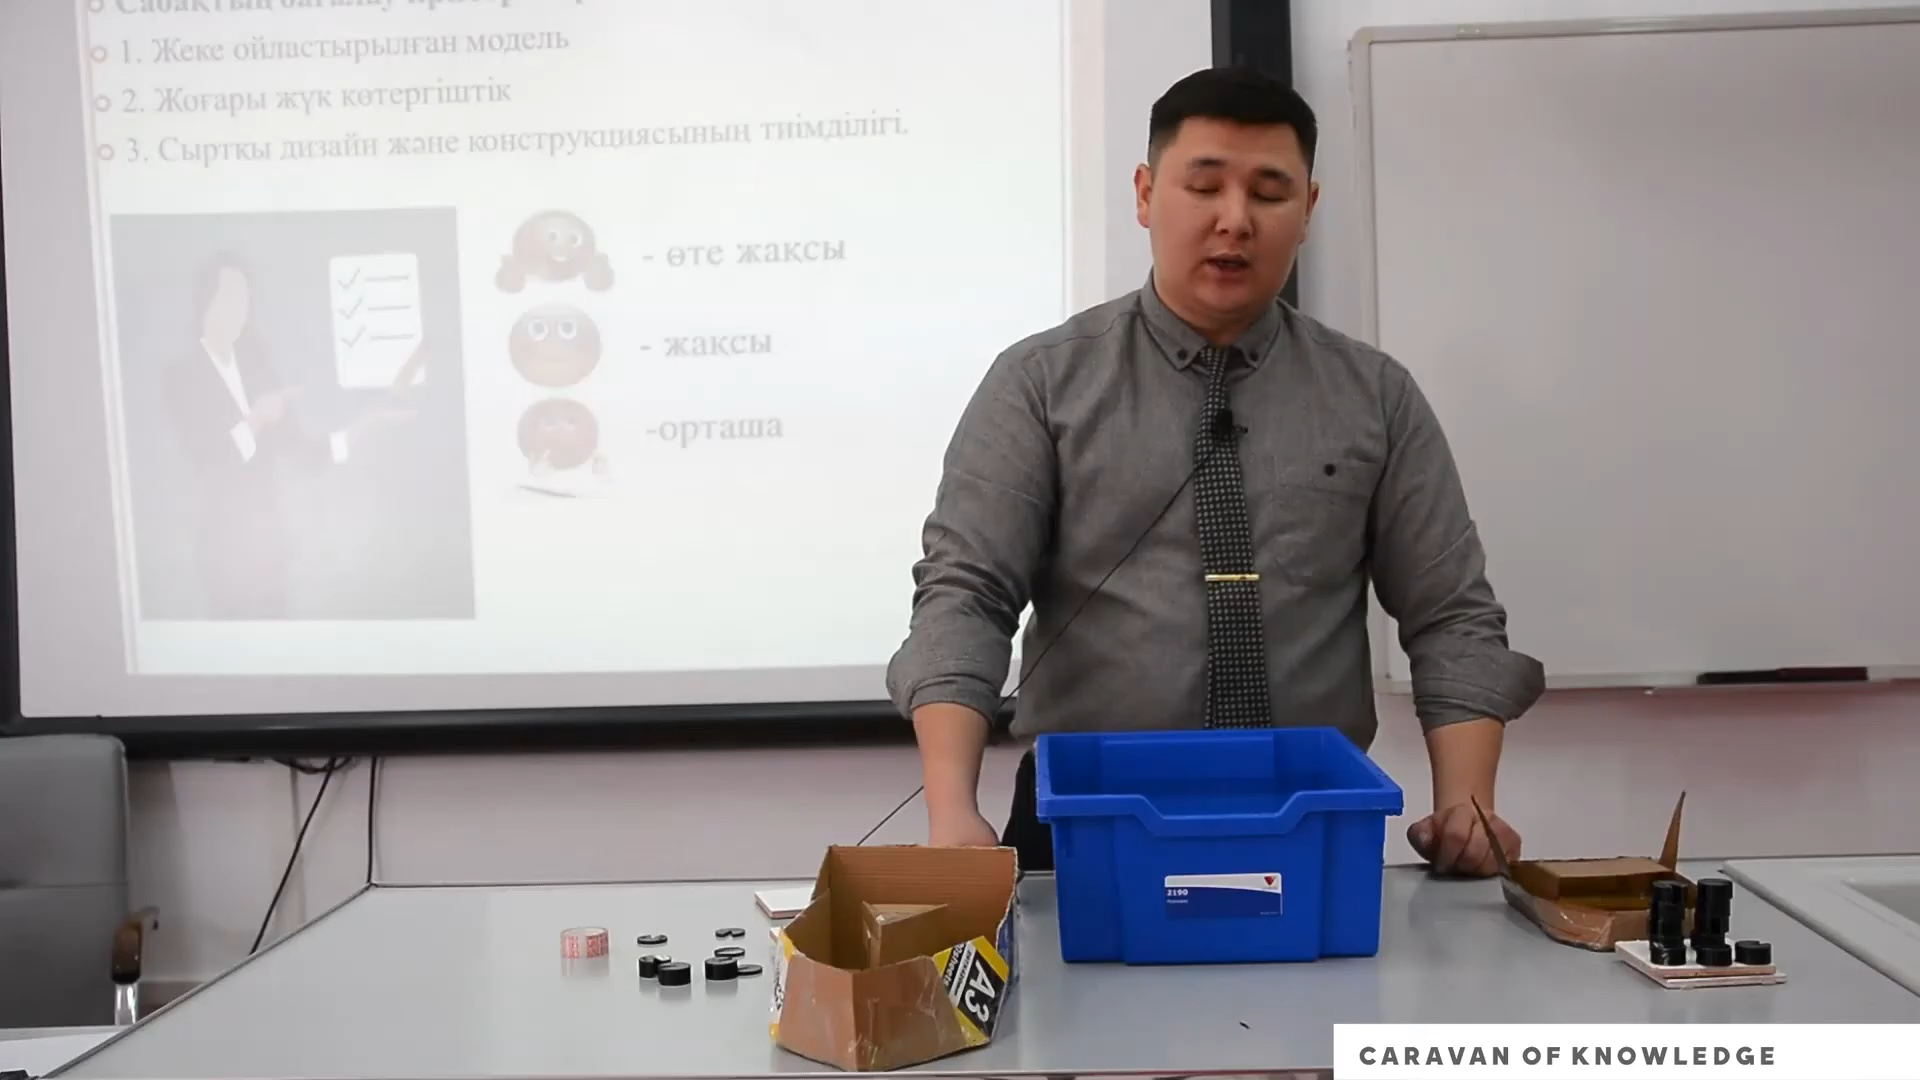 1. Жеке ойластырылған модель
2. Жоғары жүк көтергіштік
3. Сыртқы дизайн және конструкциясының тиімділігі.
- өте жақсы
- жақсы
-орташа
2190
A3
CARAVAN OF KNOWLEDGE